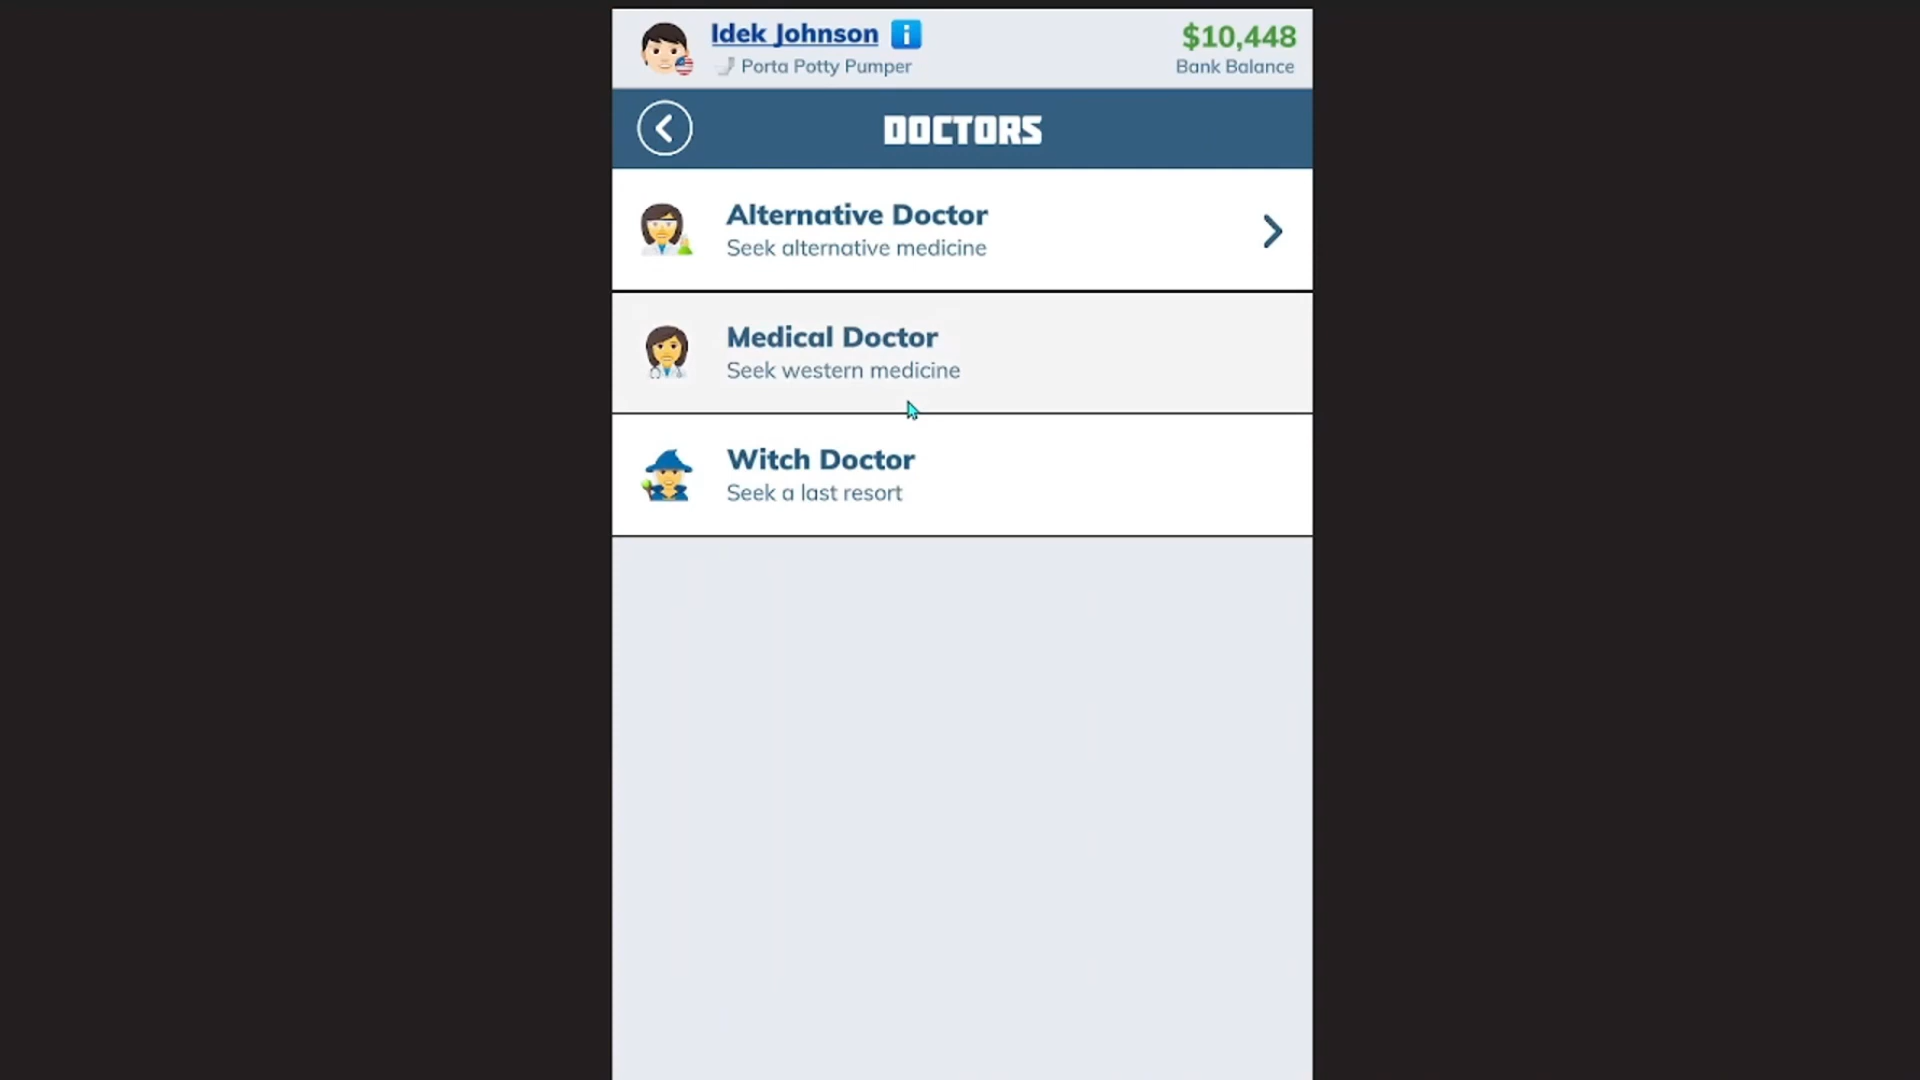 Idek Johnson
$10,448
Porta Potty Pumper
Bank Balance
DOCTORS
Alternative Doctor
Seek alternative medicine
Medical Doctor
Seek western medicine
Witch Doctor
Seek a last resort